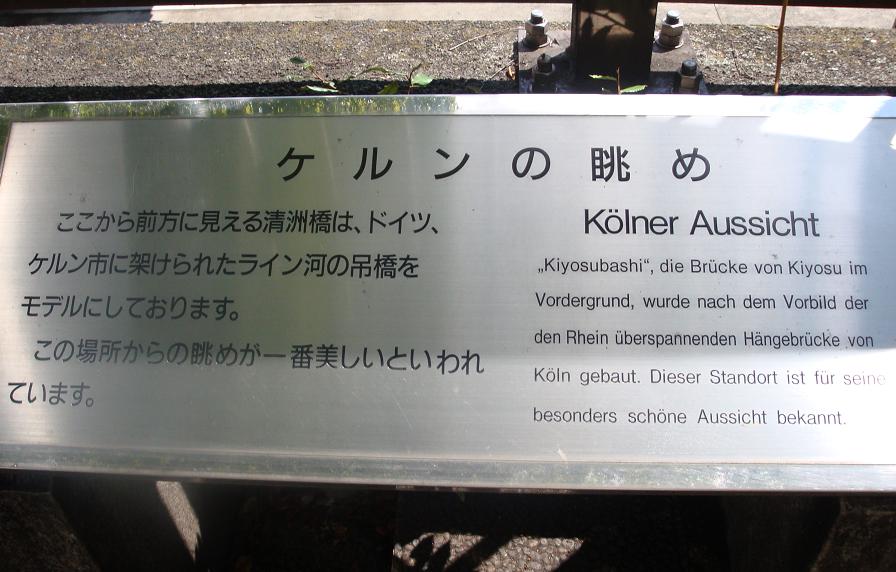 ケルンの眺め
ここから前方に見える清洲橋は、ドイツ、
ケルン市に架けられたライン河の吊橋を
モデルにしております。
この場所からの眺めが一番美しいといわれ
ています。
Kölner Aussicht
„Kiyosubashi“, die Brücke von Kiyosu im
Vordergrund, wurde nach dem Vorbild der
den Rhein überspannenden Hängebrücke von
Köln gebaut. Dieser Standort ist für seine
besonders schöne Aussicht bekannt.